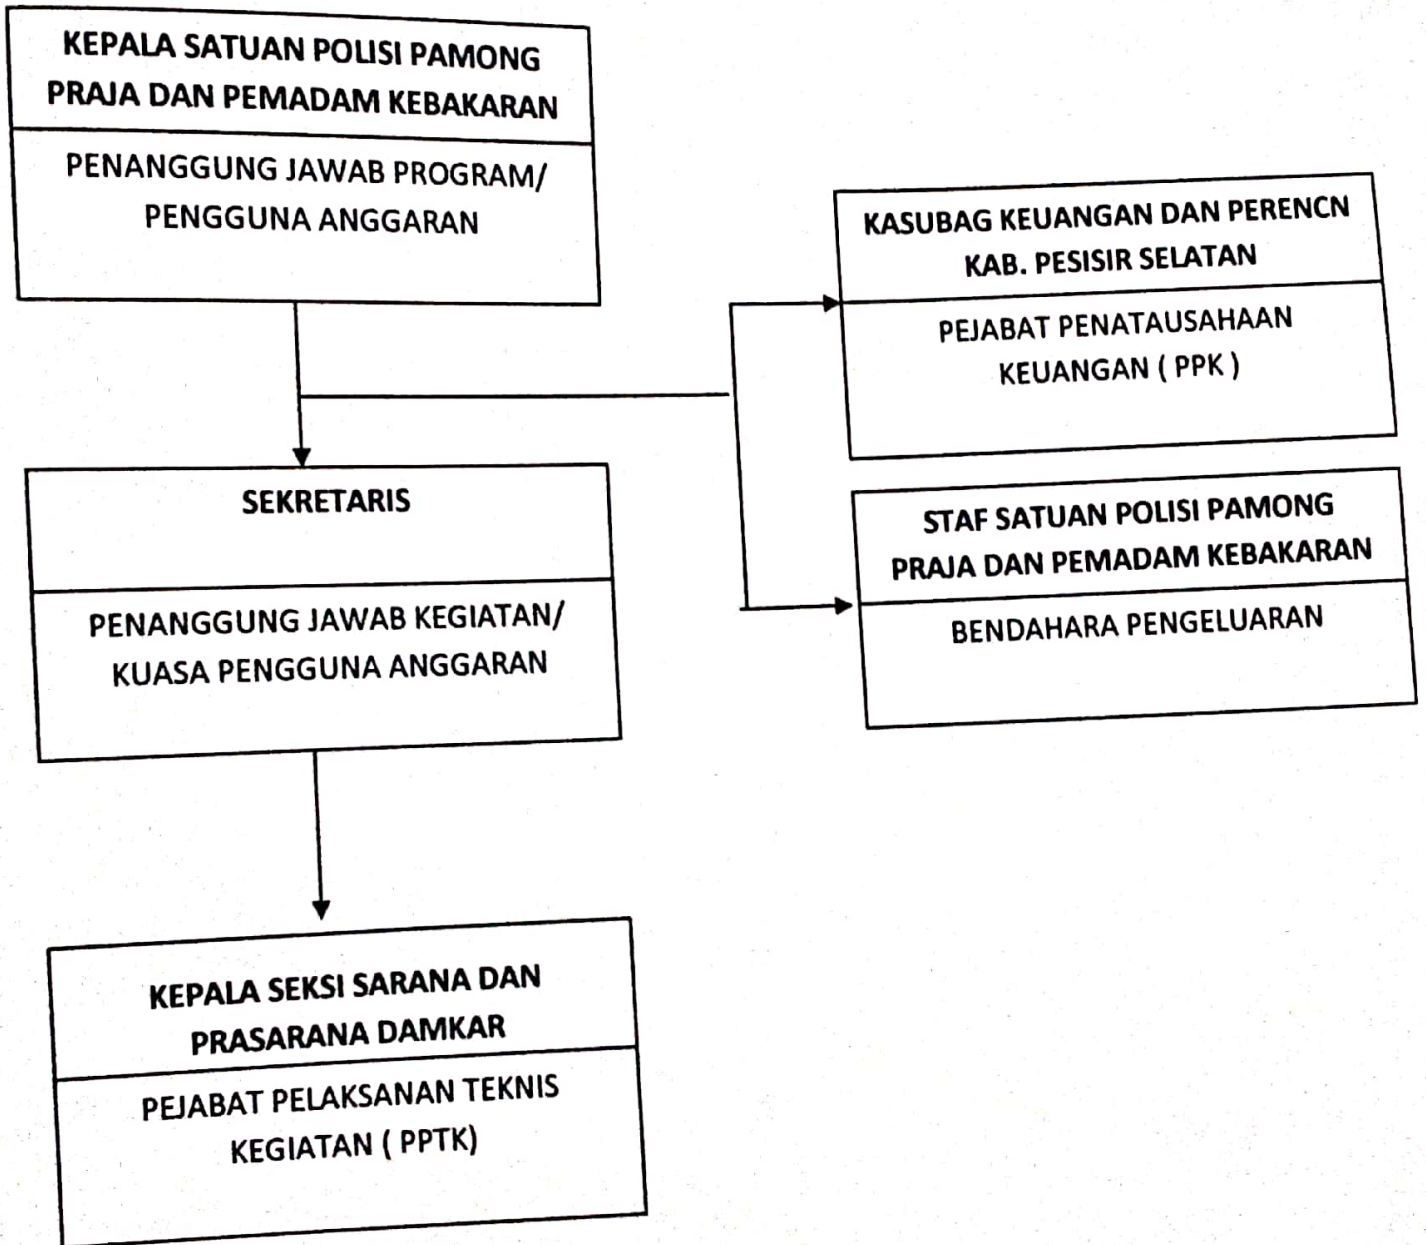 KEPALA SATUAN POLISI PAMONG
PRAJA DAN PEMADAM KEBAKARAN
PENANGGUNG JAWAB PROGRAM/
PENGGUNA ANGGARAN
KASUBAG KEUANGAN DAN PERENCN
KAB. PESISIR SELATAN
PEJABAT PENATAUSAHAAN
KEUANGAN ( PPK )
SEKRETARIS
PENANGGUNG JAWAB KEGIATAN/
KUASA PENGGUNA ANGGARAN
STAF SATUAN POLISI PAMONG
PRAJA DAN PEMADAM KEBAKARAN
BENDAHARA PENGELUARAN
KEPALA SEKSI SARANA DAN
PRASARANA DAMKAR
PEJABAT PELAKSANAN TEKNIS
KEGIATAN ( PPTK)